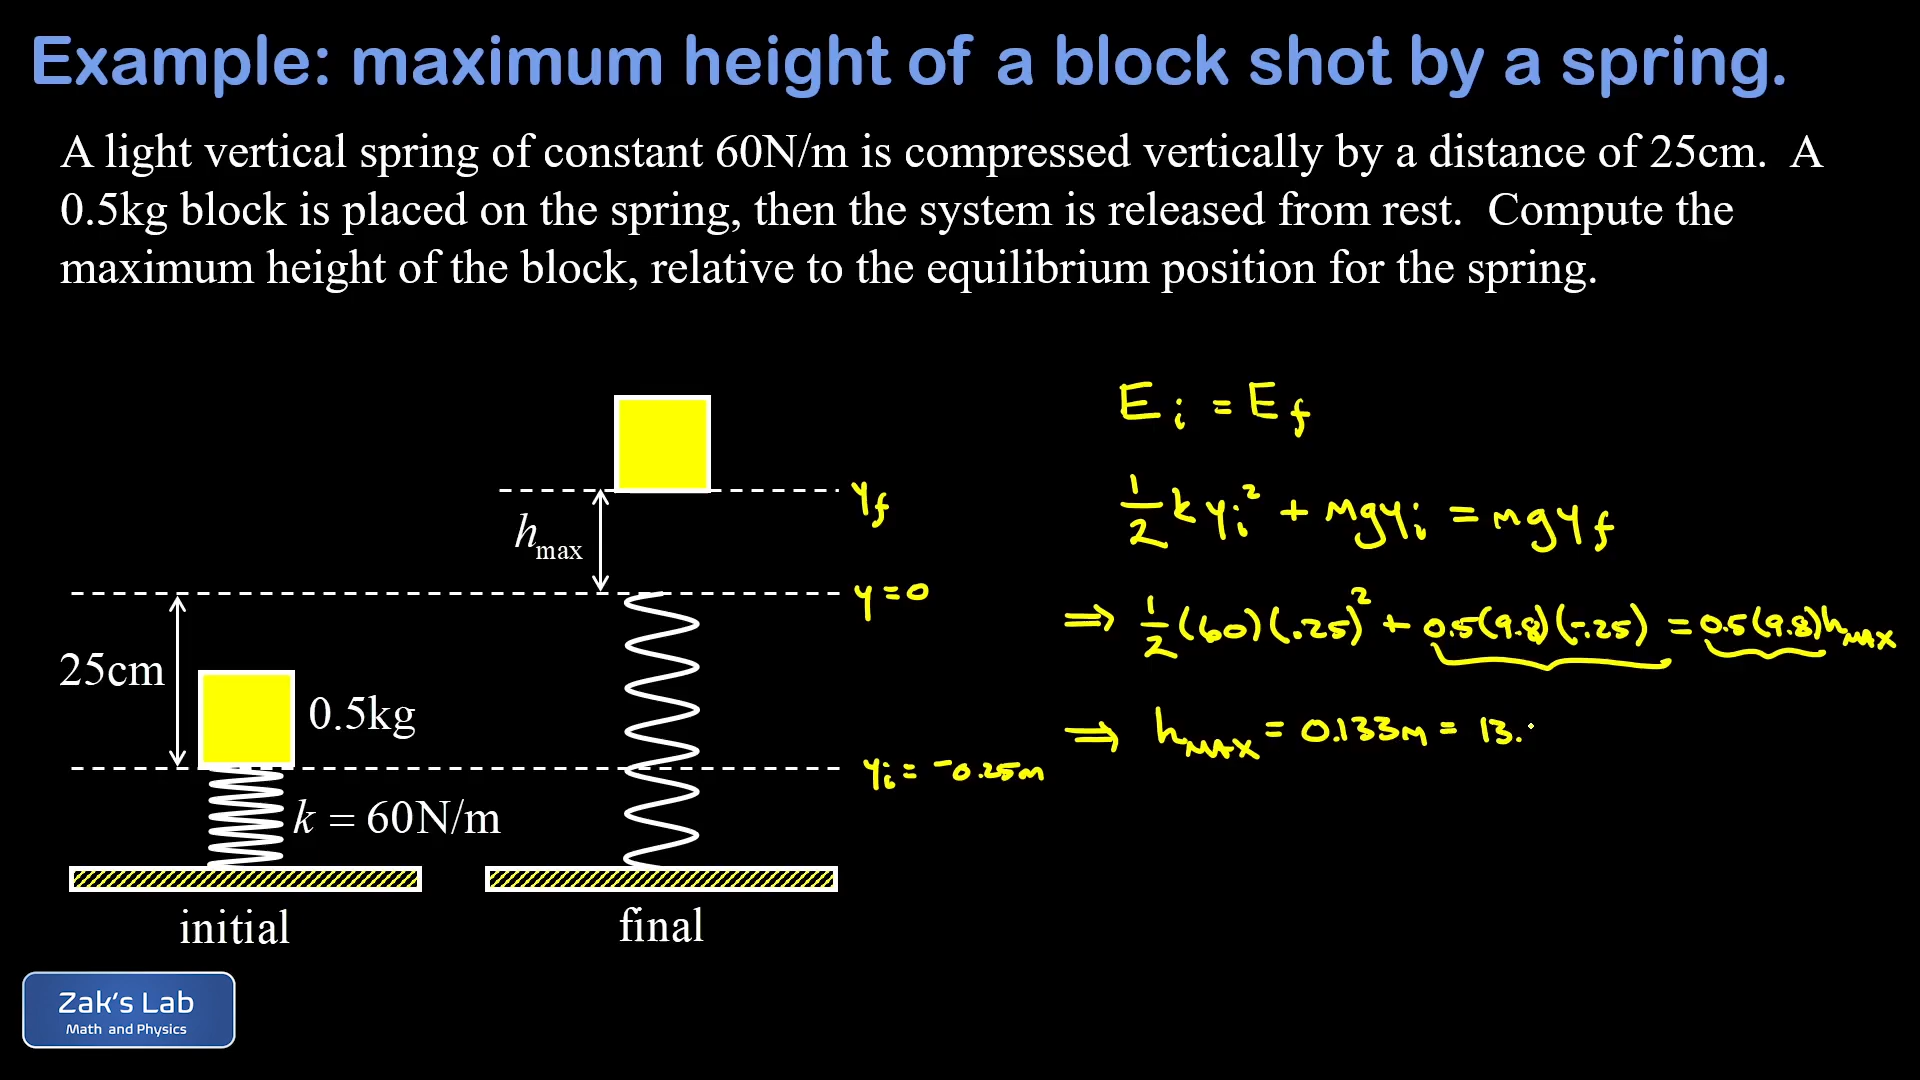 Example: maximum height of a block shot by a spring.
A light vertical spring of constant 60N/m is compressed vertically by a distance of 25cm. A
0.5kg block is placed on the spring, then the system is released from rest. Compute the
maximum height of the block, relative to the equilibrium position for the spring.
E_i = E_f
½ky_i² + mgy_i = mgy_f
⇒ ½(60)(.25)² + 0.5(9.8)(-.25) = 0.5(9.8)h_MAX
⇒ h_MAX = 0.133m = 13.
y_f
h_max
y=0
25cm
0.5kg
y_i = -0.25m
k = 60N/m
initial
final
Zak's Lab
Math and Physics